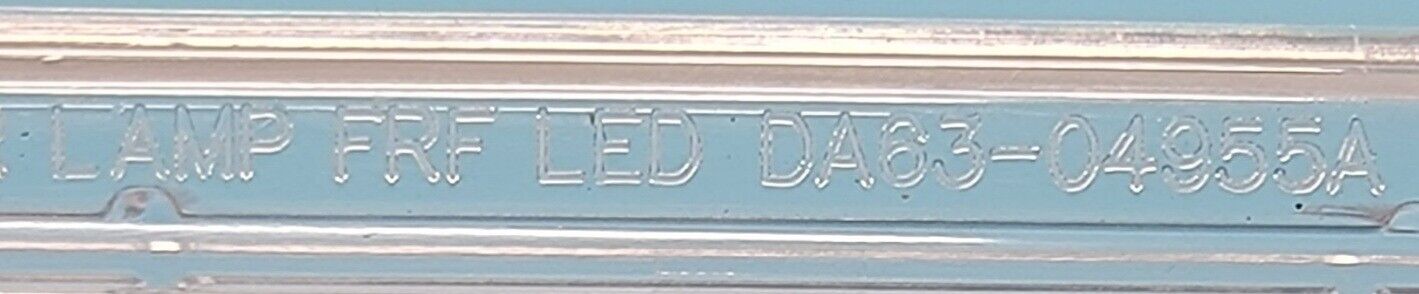 LAMP FRF LED DA63-04955A